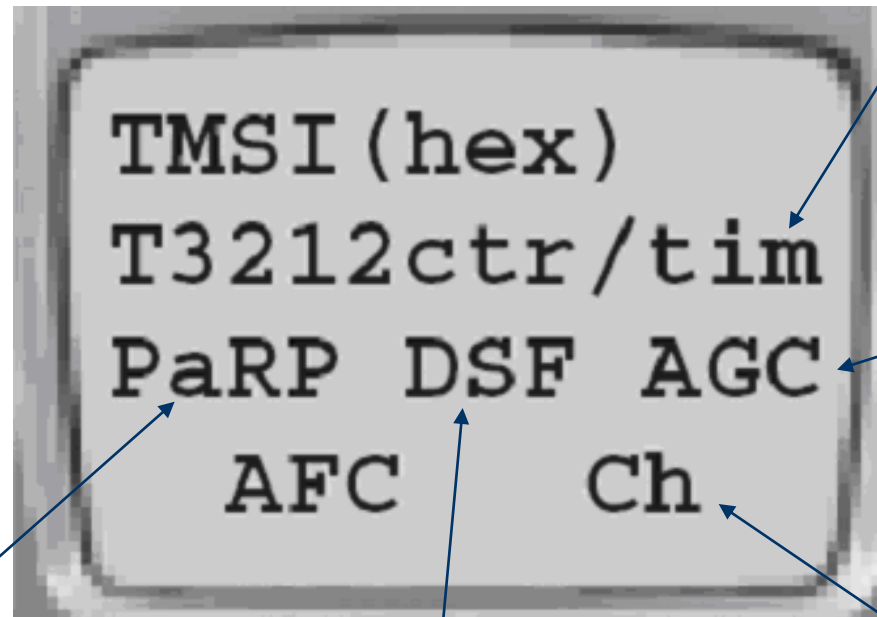 TMSI(hex)
T3212ctr/tim
PaRP DSF AGC
AFC Ch